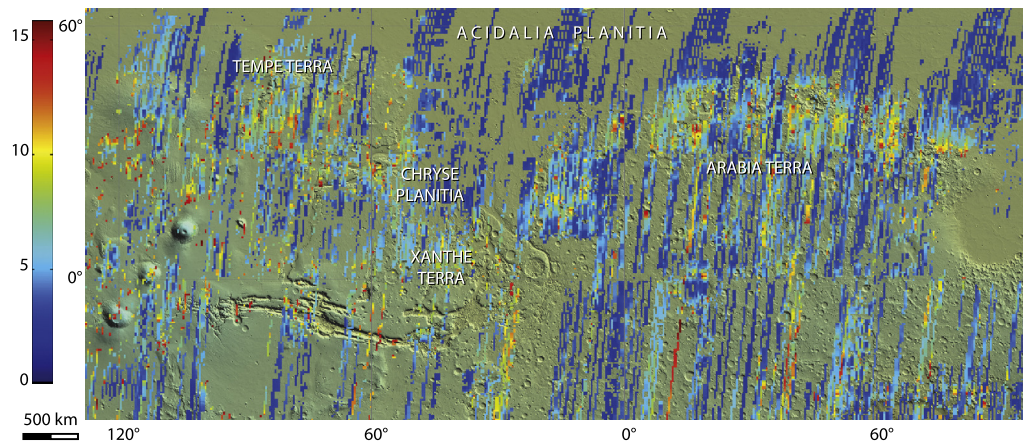 15
10
5
0
500 km
60°
0°
120°
60°
0°
60°
ACIDALIA PLANITIA
TEMPE TERRA
CHRYSE
PLANITIA
ARABIA TERRA
XANTHE
TERRA